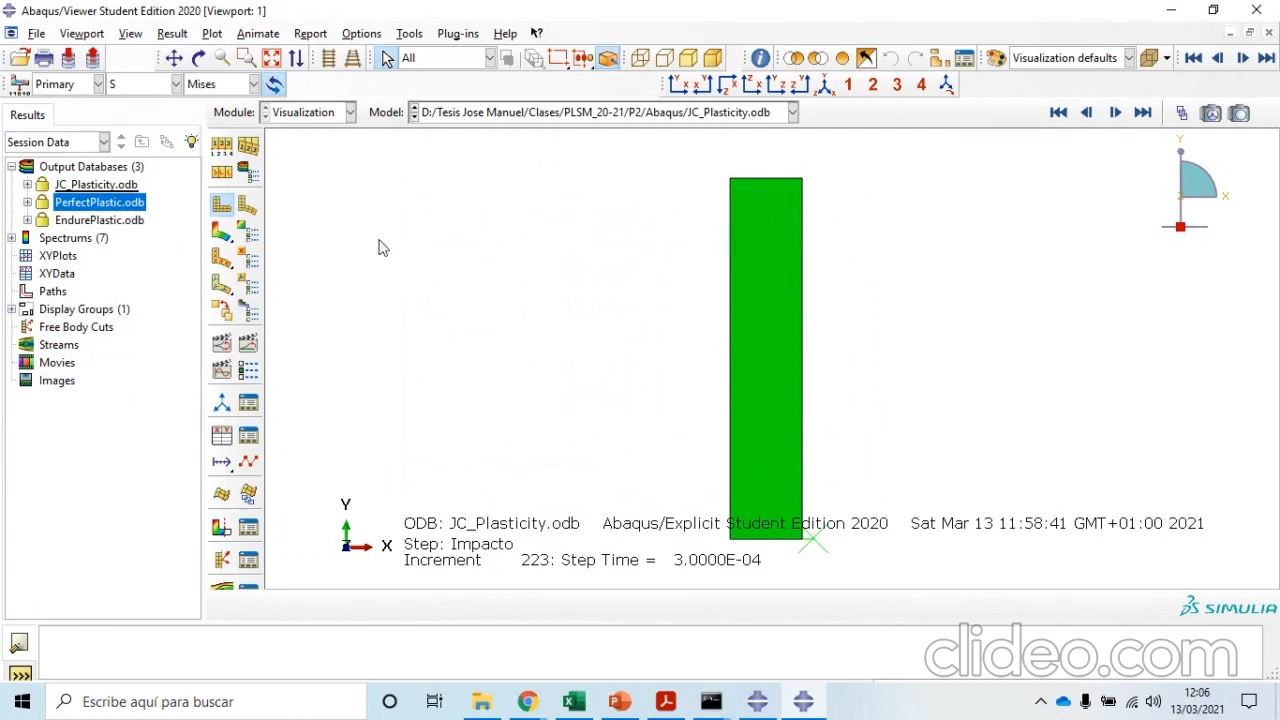 Abaqus/Viewer Student Edition 2020 [Viewport: 1]
File Viewport View Result Plot Animate Report Options Tools Plug-ins Help
All
Visualization defaults
Primary S Mises
1 2 3 4
Results
Module: Visualization Model: D:/Tesis Jose Manuel/Clases/PLSM_20-21/P2/Abaqus/JC_Plasticity.odb
Session Data
Output Databases (3)
JC_Plasticity.odb
PerfectPlastic.odb
EndurePlastic.odb
Spectrums (7)
XYPlots
XYData
Paths
Display Groups (1)
Free Body Cuts
Streams
Movies
Images
Y
Z X
Y
Z X
ODB: JC_Plasticity.odb Abaqus/Explicit Student Edition 2020 Sat Mar 13 11:58:41 GMT+01:00 2021
Step: Impacto
Increment 223: Step Time = 3.0000E-04
SIMULIA
>>>
clideo.com
Escribe aquí para buscar
12:06
13/03/2021